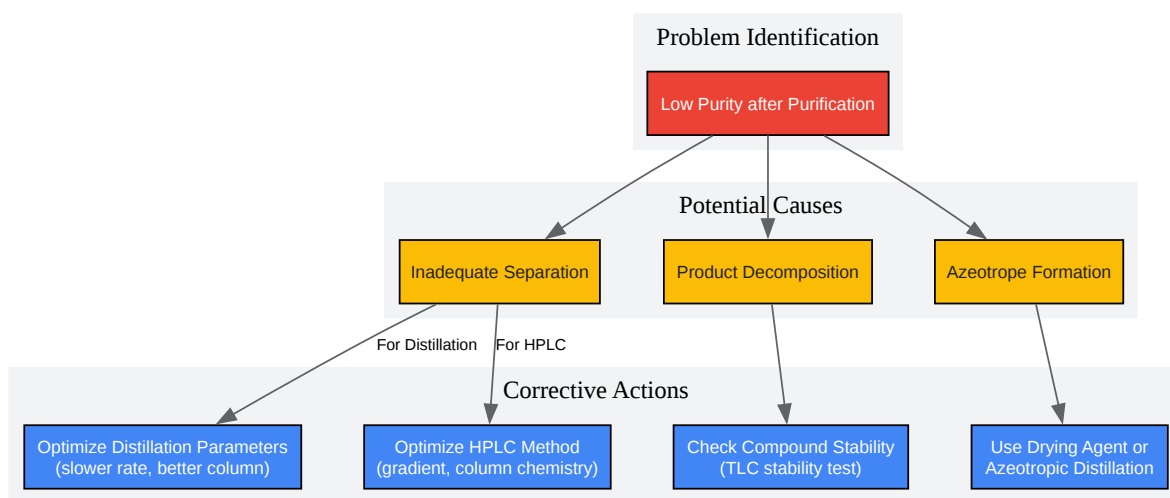 Problem Identification
Low Purity after Purification
Potential Causes
Inadequate Separation
Product Decomposition
Azeotrope Formation
For Distillation
For HPLC
Corrective Actions
Optimize Distillation Parameters
(slower rate, better column)
Optimize HPLC Method
(gradient, column chemistry)
Check Compound Stability
(TLC stability test)
Use Drying Agent or
Azeotropic Distillation